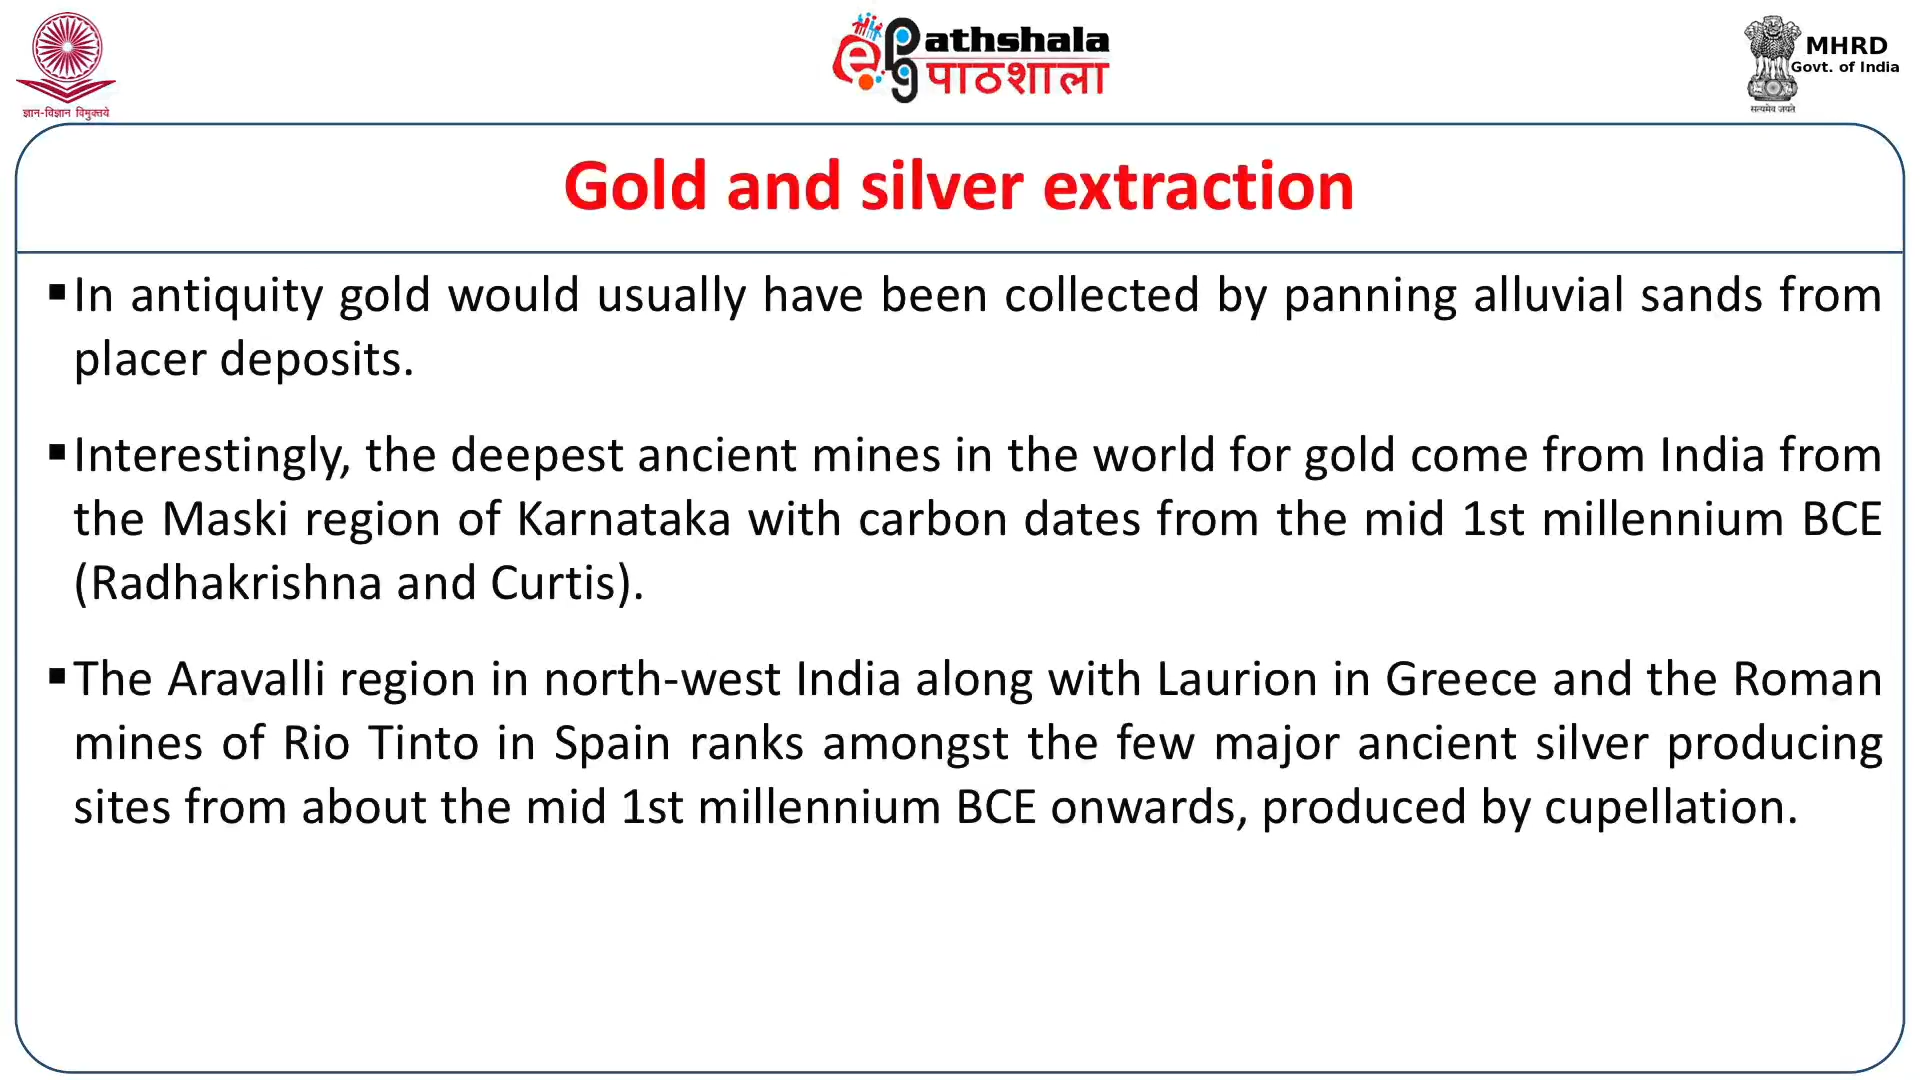 ज्ञान-विज्ञान विमुक्तये
ePG Pathshala
पाठशाला
MHRD
Govt. of India
सत्यमेव जयते
Gold and silver extraction
▪In antiquity gold would usually have been collected by panning alluvial sands from
placer deposits.
▪Interestingly, the deepest ancient mines in the world for gold come from India from
the Maski region of Karnataka with carbon dates from the mid 1st millennium BCE
(Radhakrishna and Curtis).
▪The Aravalli region in north-west India along with Laurion in Greece and the Roman
mines of Rio Tinto in Spain ranks amongst the few major ancient silver producing
sites from about the mid 1st millennium BCE onwards, produced by cupellation.